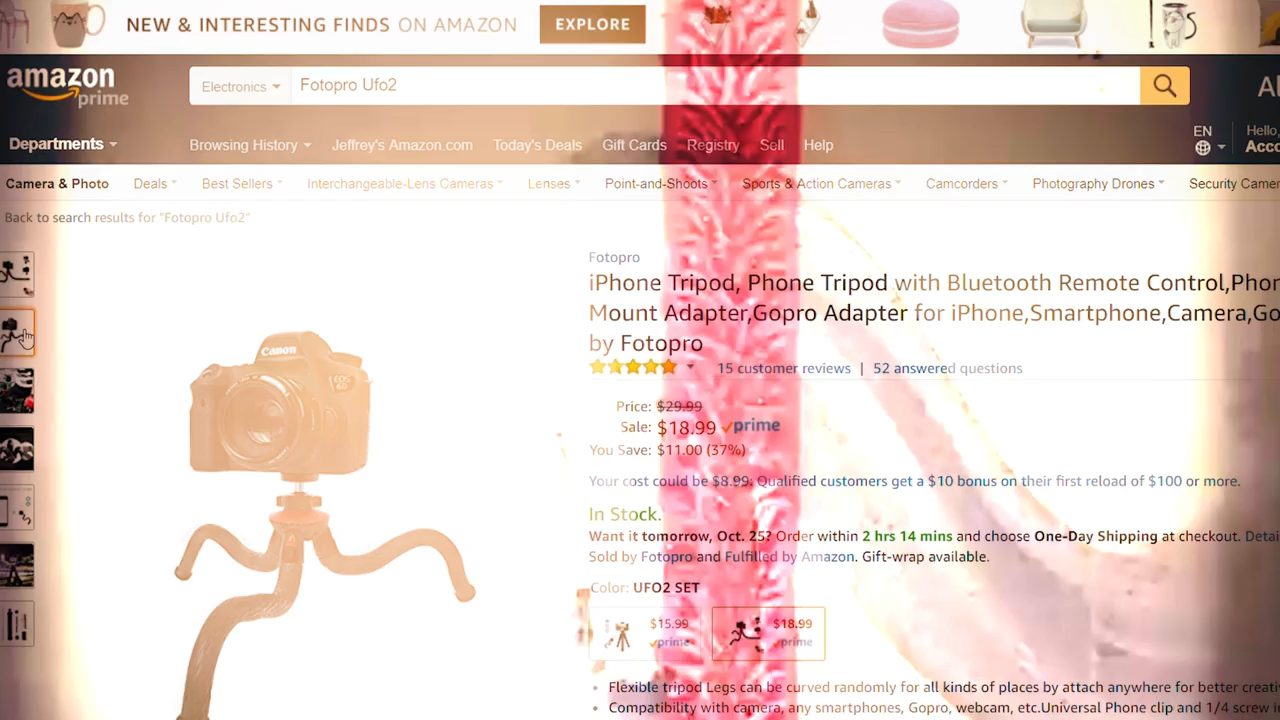 NEW & INTERESTING FINDS ON AMAZON EXPLORE
amazon
prime
Electronics Fotopro Ufo2
EN Hello,
Departments Browsing History Jeffrey's Amazon.com Today's Deals Gift Cards Registry Sell Help
Camera & Photo Deals Best Sellers Interchangeable-Lens Cameras Lenses Point-and-Shoots Sports & Action Cameras Camcorders Photography Drones Security Camer
Back to search results for "Fotopro Ufo2"
Fotopro
iPhone Tripod, Phone Tripod with Bluetooth Remote Control,Phon
Mount Adapter,Gopro Adapter for iPhone,Smartphone,Camera,Go
by Fotopro
15 customer reviews | 52 answered questions
Canon
EOS
Price: $29.99
Sale: $18.99 prime
You Save: $11.00 (37%)
Your cost could be $8.99: Qualified customers get a $10 bonus on their first reload of $100 or more.
In Stock.
Want it tomorrow, Oct. 25? Order within 2 hrs 14 mins and choose One-Day Shipping at checkout. Detai
Sold by Fotopro and Fulfilled by Amazon. Gift-wrap available.
Color: UFO2 SET
$15.99 $18.99
prime prime
• Flexible tripod Legs can be curved randomly for all kinds of places by attach anywhere for better creati
• Compatibility with camera, any smartphones, Gopro, webcam, etc.Universal Phone clip and 1/4 screw i